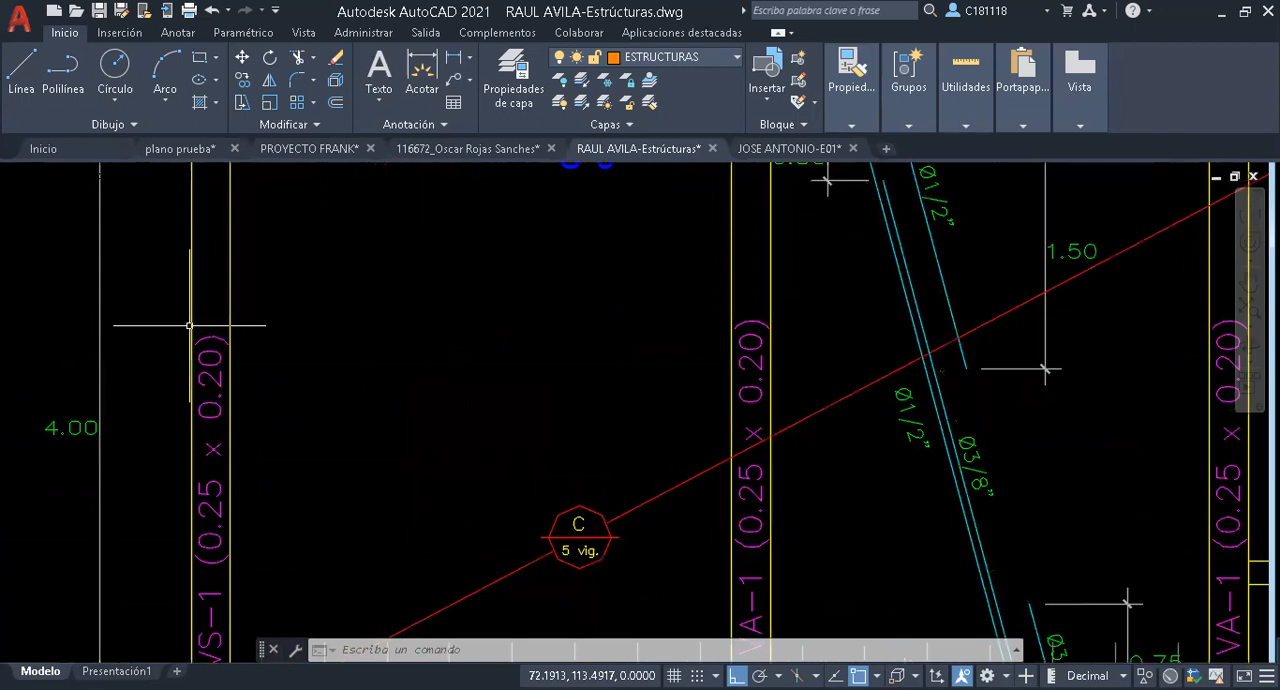 Autodesk AutoCAD 2021    RAUL AVILA-Estrúcturas.dwg
Escriba palabra clave o frase
C181118
Inicio Inserción Anotar Paramétrico Vista Administrar Salida Complementos Colaborar Aplicaciones destacadas
ESTRUCTURAS
Línea Polilínea Círculo Arco
Texto Acotar
Propiedades de capa
Insertar
Propied... Grupos Utilidades Portapap... Vista
Dibujo Modificar Anotación Capas Bloque
Inicio plano prueba* PROYECTO FRANK* 116672_Oscar Rojas Sanches* RAUL AVILA-Estrúcturas* JOSE ANTONIO-E01*
Ø1/2"
1.50
4.00
VS-1 (0.25 x 0.20)
VA-1 (0.25 x 0.20)
VA-1 (0.25 x 0.20)
Ø1/2"
Ø3/8"
C
5 vig.
Ø3
0.75
Escriba un comando
Modelo Presentación1
72.1913, 113.4917, 0.0000
Decimal